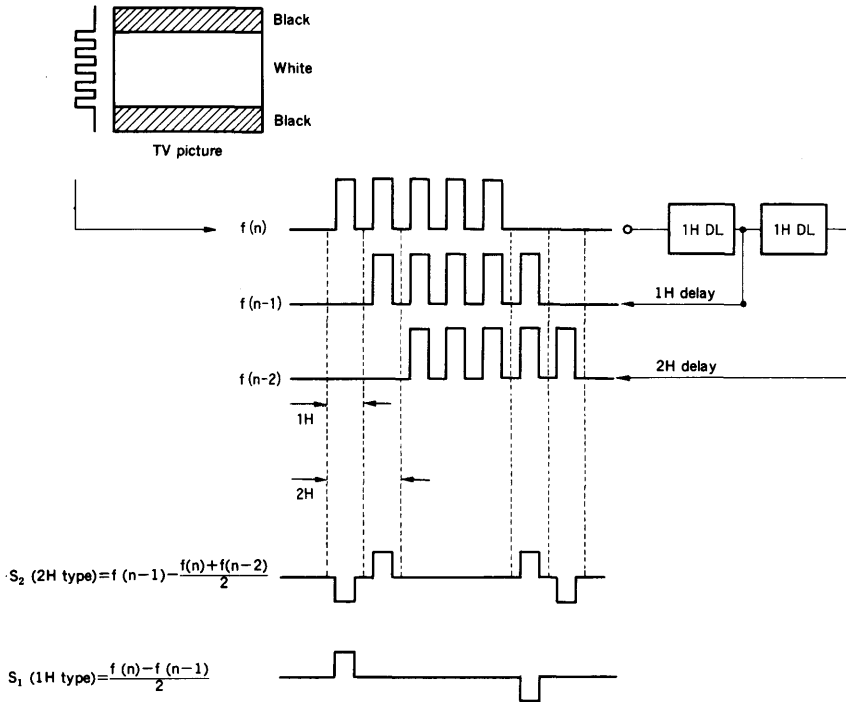 Black
White
Black
TV picture
f (n)
1H DL
1H DL
f (n-1)
1H delay
f (n-2)
2H delay
1H
2H
S₂ (2H type)=f (n-1)-f(n)+f(n-2)/2
S₁ (1H type)=f (n)-f (n-1)/2